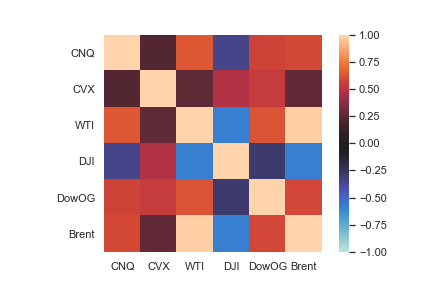 CNQ
CVX
WTI
DJI
DowOG
Brent
CNQ CVX WTI DJI DowOG Brent
1.00
0.75
0.50
0.25
0.00
−0.25
−0.50
−0.75
−1.00